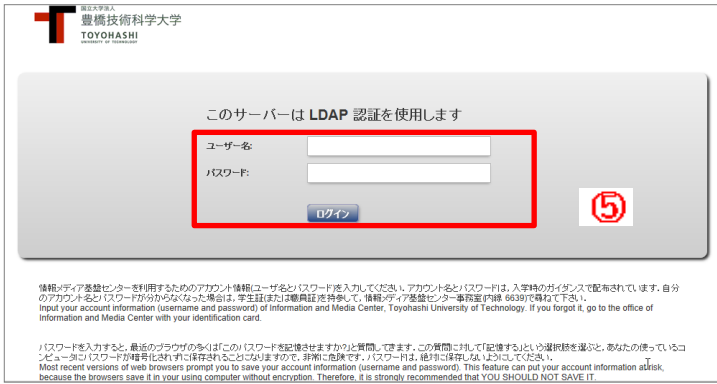 国立大学法人
豊橋技術科学大学
TOYOHASHI
UNIVERSITY OF TECHNOLOGY
このサーバーは LDAP 認証を使用します
ユーザー名:
パスワード:
ログイン
⑤
情報メディア基盤センターを利用するためのアカウント情報(ユーザ名とパスワード)を入力してください。アカウント名とパスワードは、入学時のガイダンスで配布されています。自分
のアカウント名とパスワードが分からなくなった場合は、学生証(または職員証)を持参して、情報メディア基盤センター事務室(内線 6639)で尋ねて下さい。
Input your account information (username and password) of Information and Media Center, Toyohashi University of Technology. If you forgot it, go to the office of
Information and Media Center with your identification card.
パスワードを入力すると、最近のブラウザの多くは「このパスワードを記憶させますか?」と質問してきます。この質問に対して「記憶する」という選択肢を選ぶと、あなたの使っているコ
ンピュータにパスワードが暗号化されずに保存されることになりますので、非常に危険です。パスワードは、絶対に保存しないようにしてください。
Most recent versions of web browsers prompt you to save your account information (username and password). This feature can put your account information at risk,
because the browsers save it in your using computer without encryption. Therefore, it is strongly recommended that YOU SHOULD NOT SAVE IT.